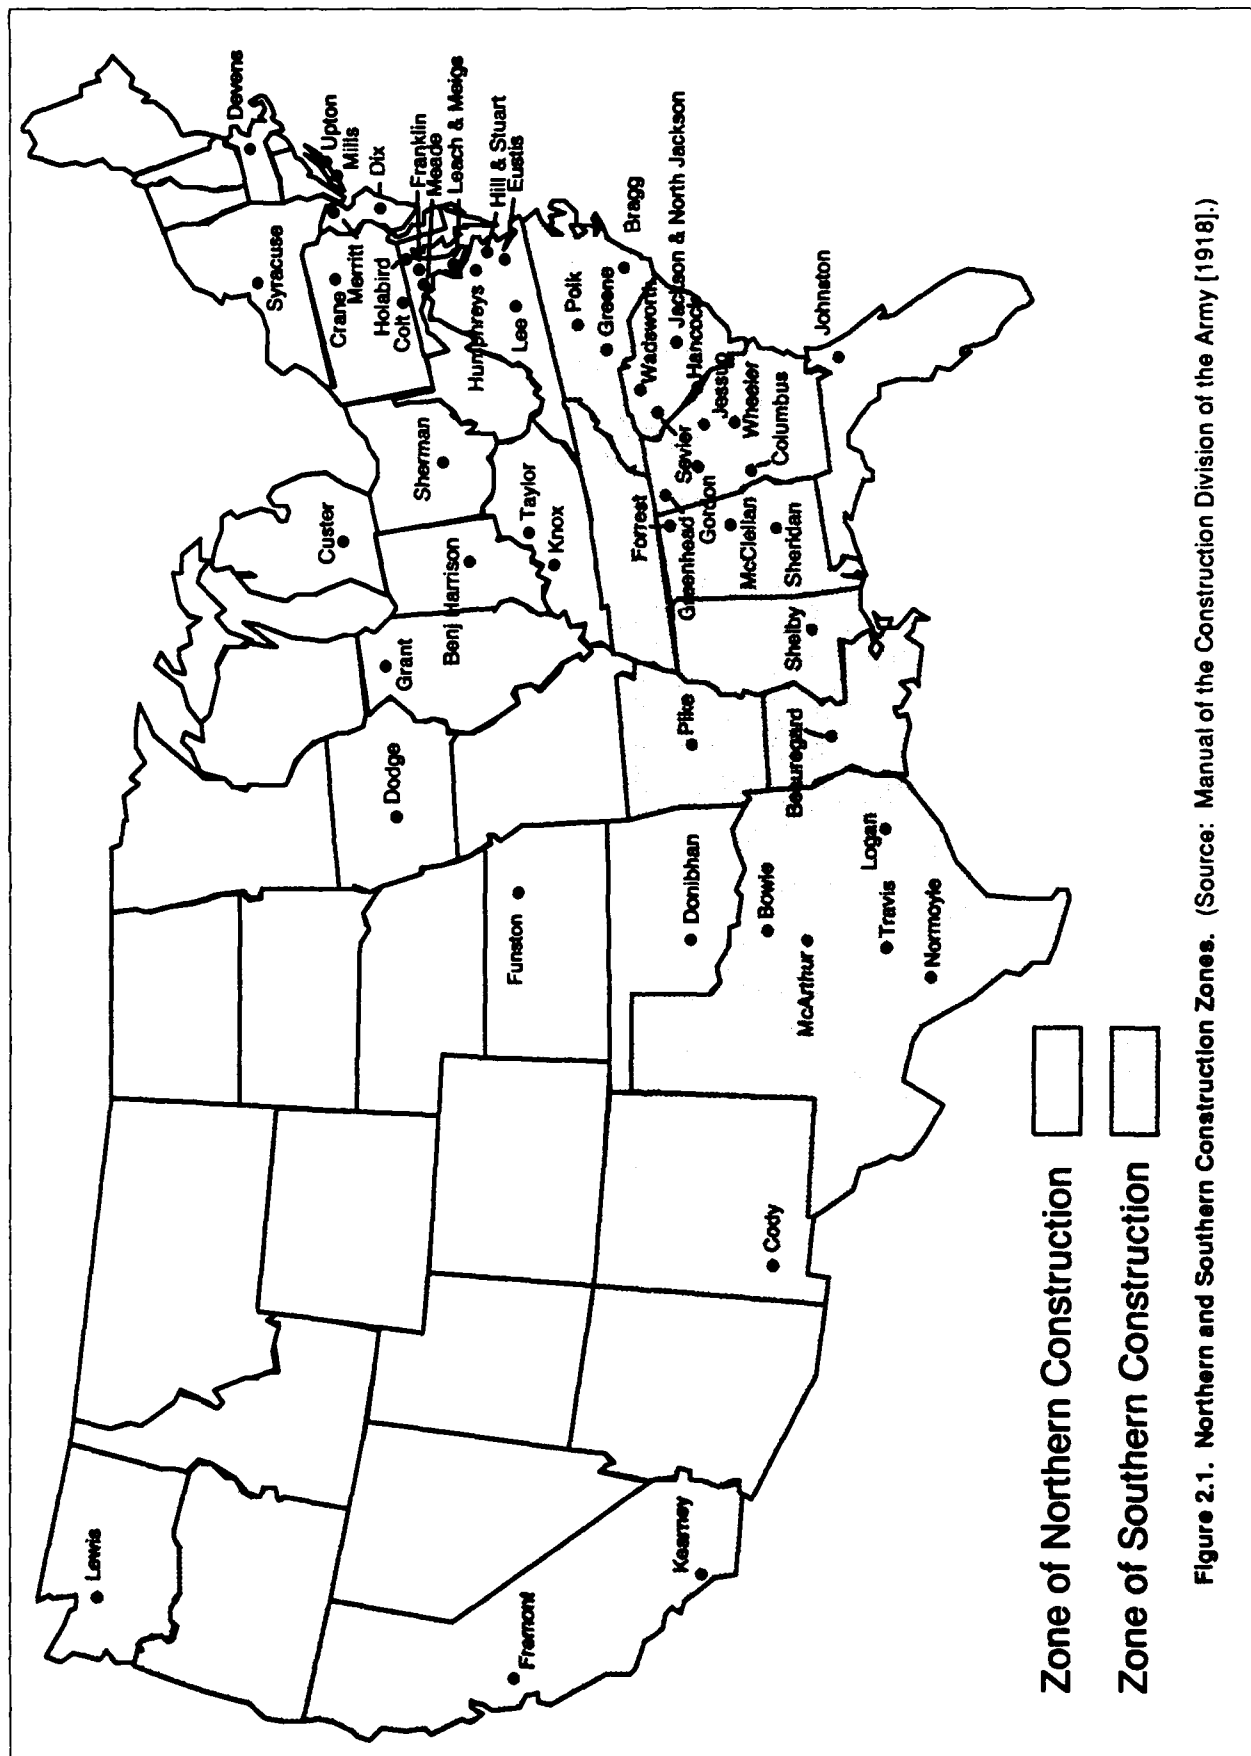 Lewis
Fremont
Kearney
Cody
Funston
Donibhan
Bowie
McArthur
Travis
Logan
Normoyle
Dodge
Grant
Pike
Beauregard
Shelby
Custer
Benj Harrison
Sherman
Taylor
Knox
Forrest
Greenhead
Gordon
McClellan
Sheridan
Sevier
Jessup
Wheeler
Columbus
Wadsworth
Hancock
Jackson & North Jackson
Johnston
Polk
Greene
Bragg
Syracuse
Crane
Merritt
Holabird
Colt
Humphreys
Lee
Devens
Upton
Mills
Dix
Franklin
Meade
Leach & Meigs
Hill & Stuart
Eustis
Zone of Northern Construction
Zone of Southern Construction
Figure 2.1. Northern and Southern Construction Zones. (Source: Manual of the Construction Division of the Army [1918].)